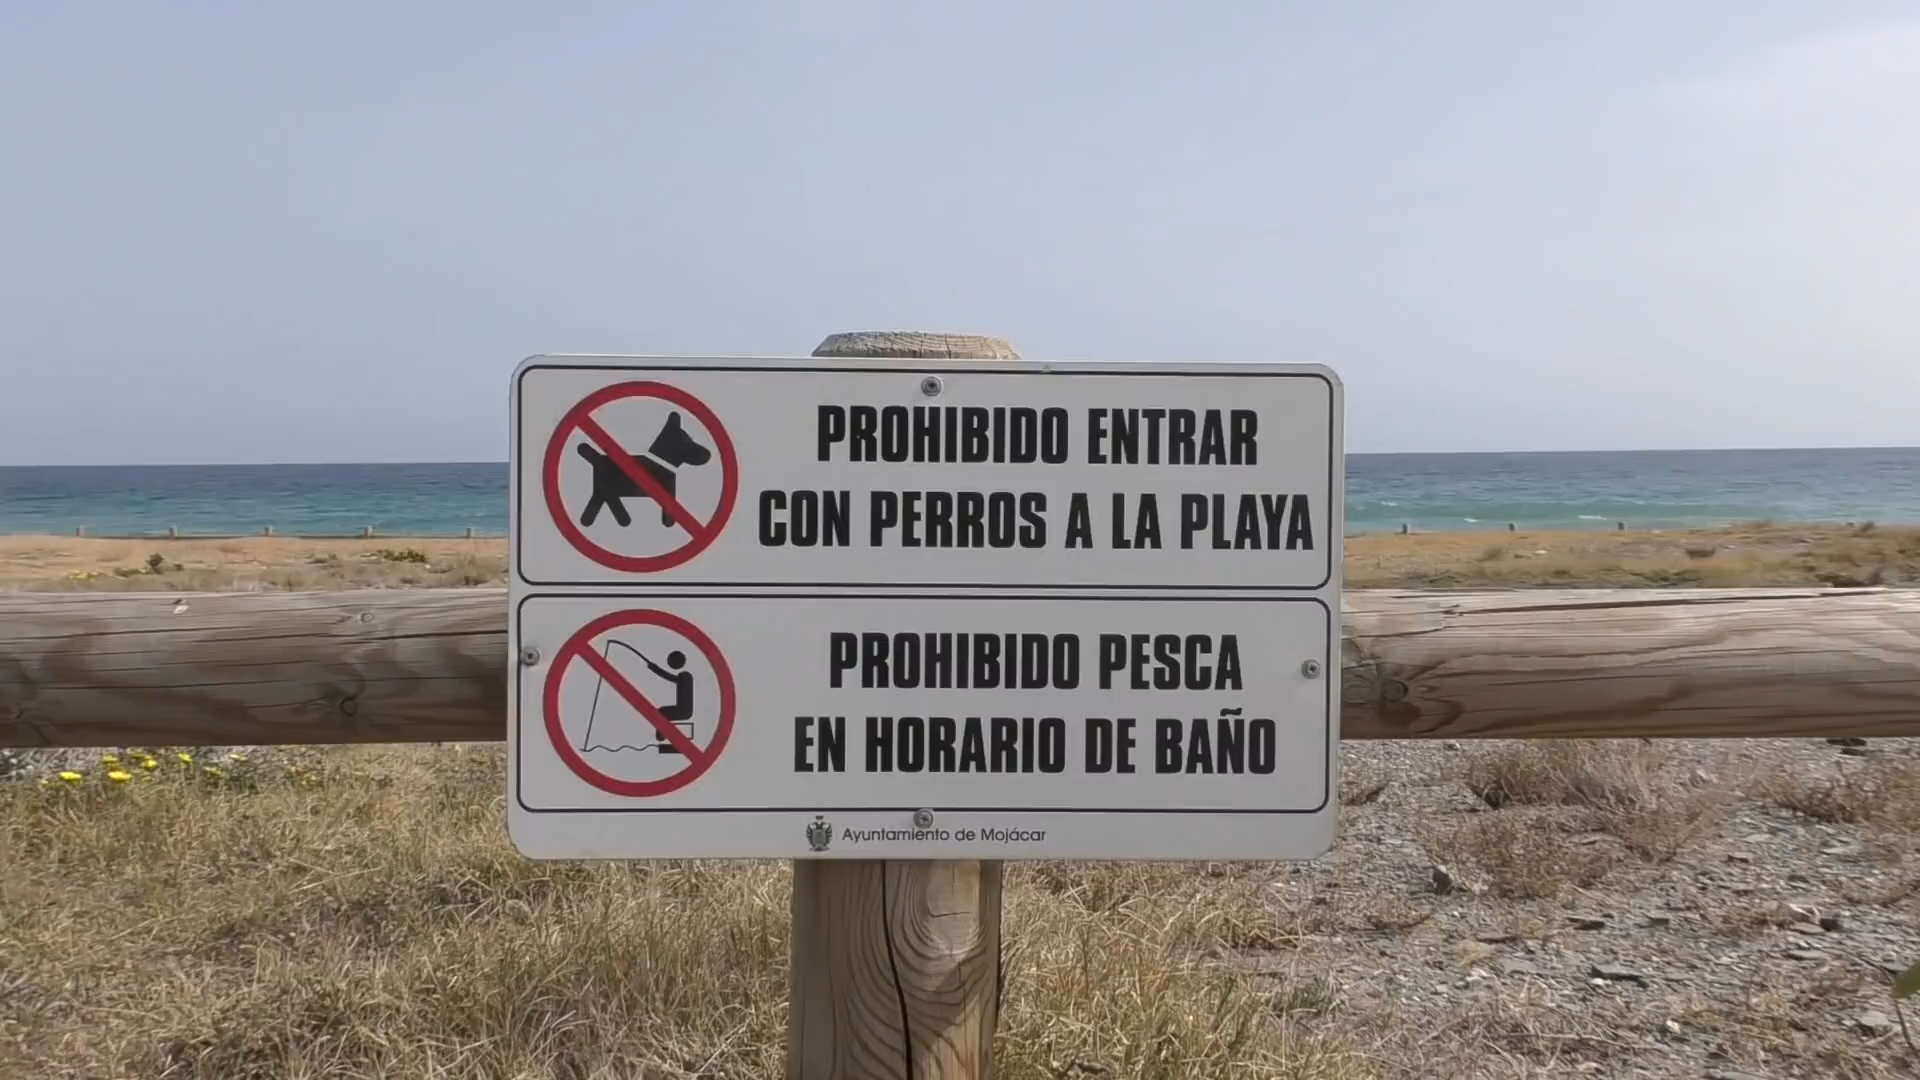 PROHIBIDO ENTRAR
CON PERROS A LA PLAYA
PROHIBIDO PESCA
EN HORARIO DE BAÑO
Ayuntamiento de Mojácar